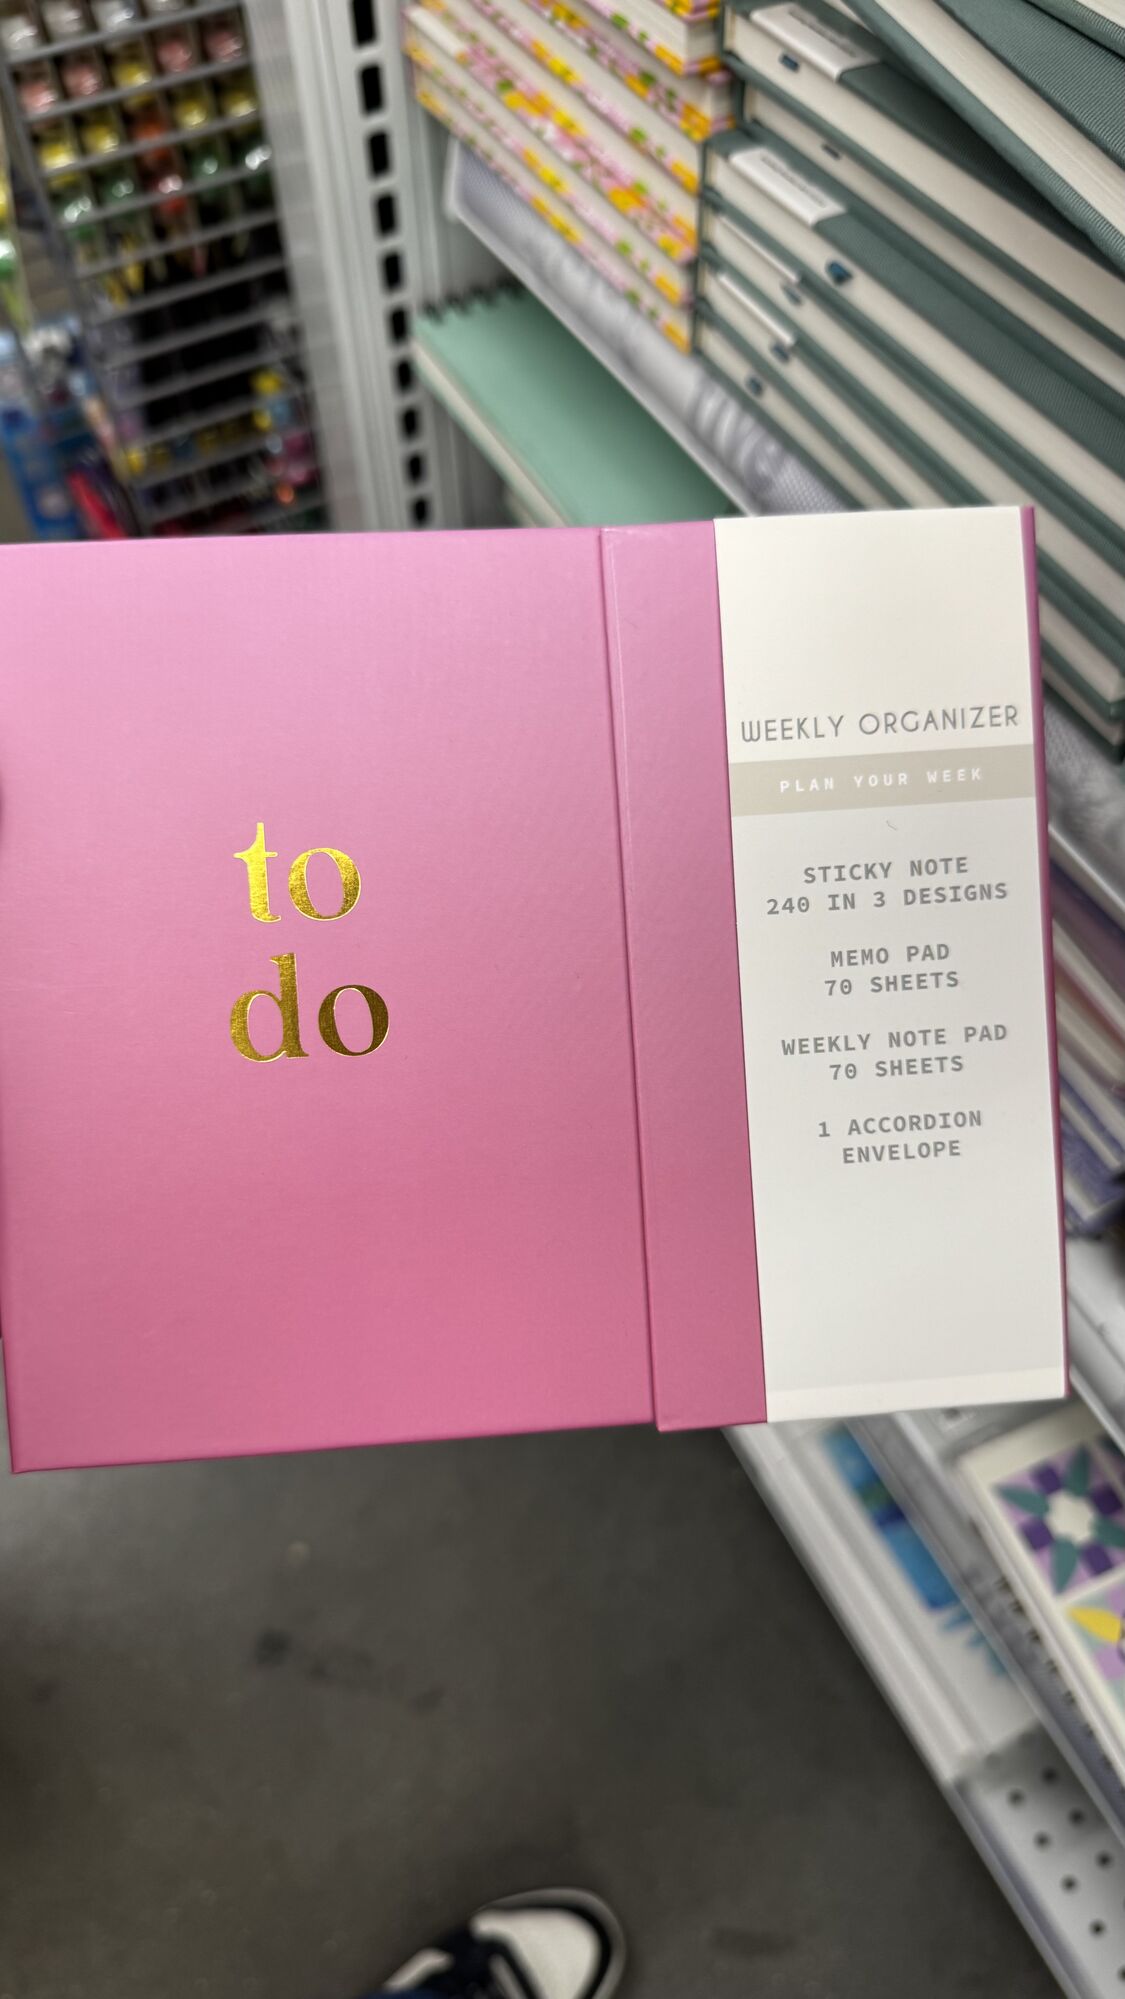 to
do
WEEKLY ORGANIZER
PLAN YOUR WEEK
STICKY NOTE
240 IN 3 DESIGNS
MEMO PAD
70 SHEETS
WEEKLY NOTE PAD
70 SHEETS
1 ACCORDION
ENVELOPE